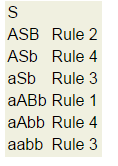 S
ASB Rule 2
ASb Rule 4
aSb Rule 3
aABb Rule 1
aAbb Rule 4
aabb Rule 3